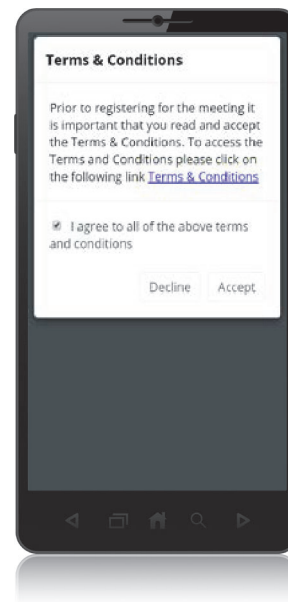 Terms & Conditions
Prior to registering for the meeting it
is important that you read and accept
the Terms & Conditions. To access the
Terms and Conditions please click on
the following link Terms & Conditions
I agree to all of the above terms
and conditions
Decline Accept